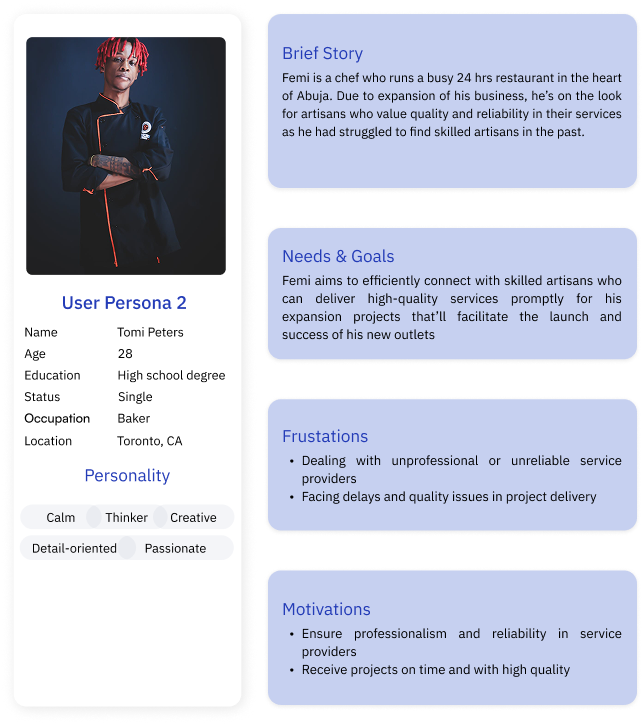 User Persona 2
Name Tomi Peters
Age 28
Education High school degree
Status Single
Occupation Baker
Location Toronto, CA
Personality
Calm Thinker Creative
Detail-oriented Passionate
Brief Story
Femi is a chef who runs a busy 24 hrs restaurant in the heart
of Abuja. Due to expansion of his business, he's on the look
for artisans who value quality and reliability in their services
as he had struggled to find skilled artisans in the past.
Needs & Goals
Femi aims to efficiently connect with skilled artisans who
can deliver high-quality services promptly for his
expansion projects that'll facilitate the launch and
success of his new outlets
Frustations
• Dealing with unprofessional or unreliable service
providers
• Facing delays and quality issues in project delivery
Motivations
• Ensure professionalism and reliability in service
providers
• Receive projects on time and with high quality